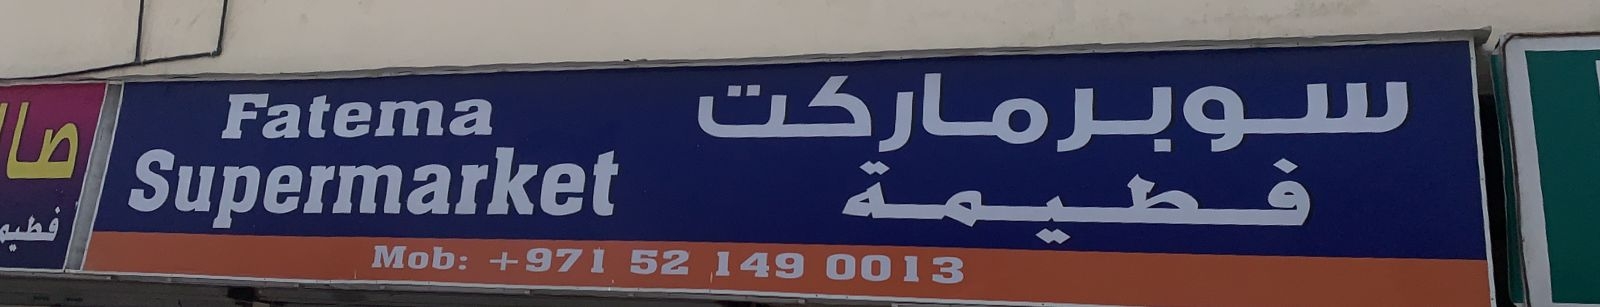 Fatema
Supermarket
سوبرماركت
فطيمة
Mob: +971 52 149 0013